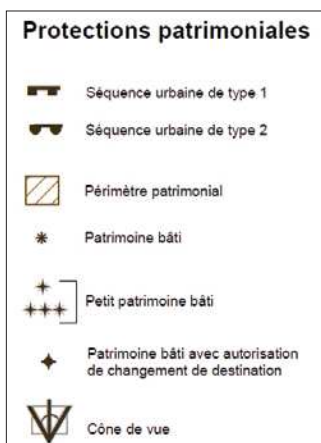 Protections patrimoniales
Séquence urbaine de type 1
Séquence urbaine de type 2
Périmètre patrimonial
Patrimoine bâti
Petit patrimoine bâti
Patrimoine bâti avec autorisation
de changement de destination
Cône de vue